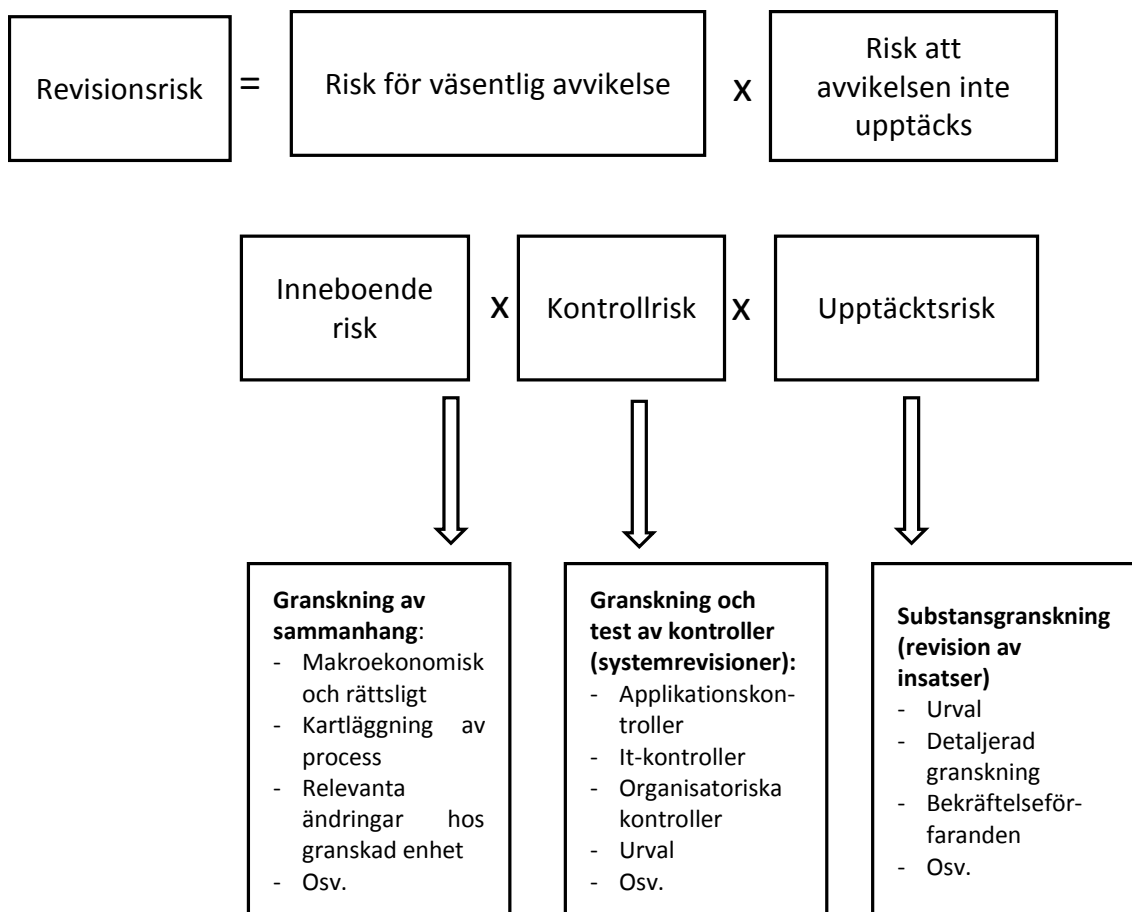 Revisionsrisk
=
Risk för väsentlig avvikelse
x
Risk att
avvikelsen inte
upptäcks
Inneboende
risk
x
Kontrollrisk
x
Upptäcktsrisk
Granskning av
sammanhang:
- Makroekonomisk
och rättsligt
- Kartläggning av
process
- Relevanta
ändringar hos
granskad enhet
- Osv.
Granskning och
test av kontroller
(systemrevisioner):
- Applikationskon-
troller
- It-kontroller
- Organisatoriska
kontroller
- Urval
- Osv.
Substansgranskning
(revision av
insatser)
- Urval
- Detaljerad
granskning
- Bekräftelseför-
faranden
- Osv.